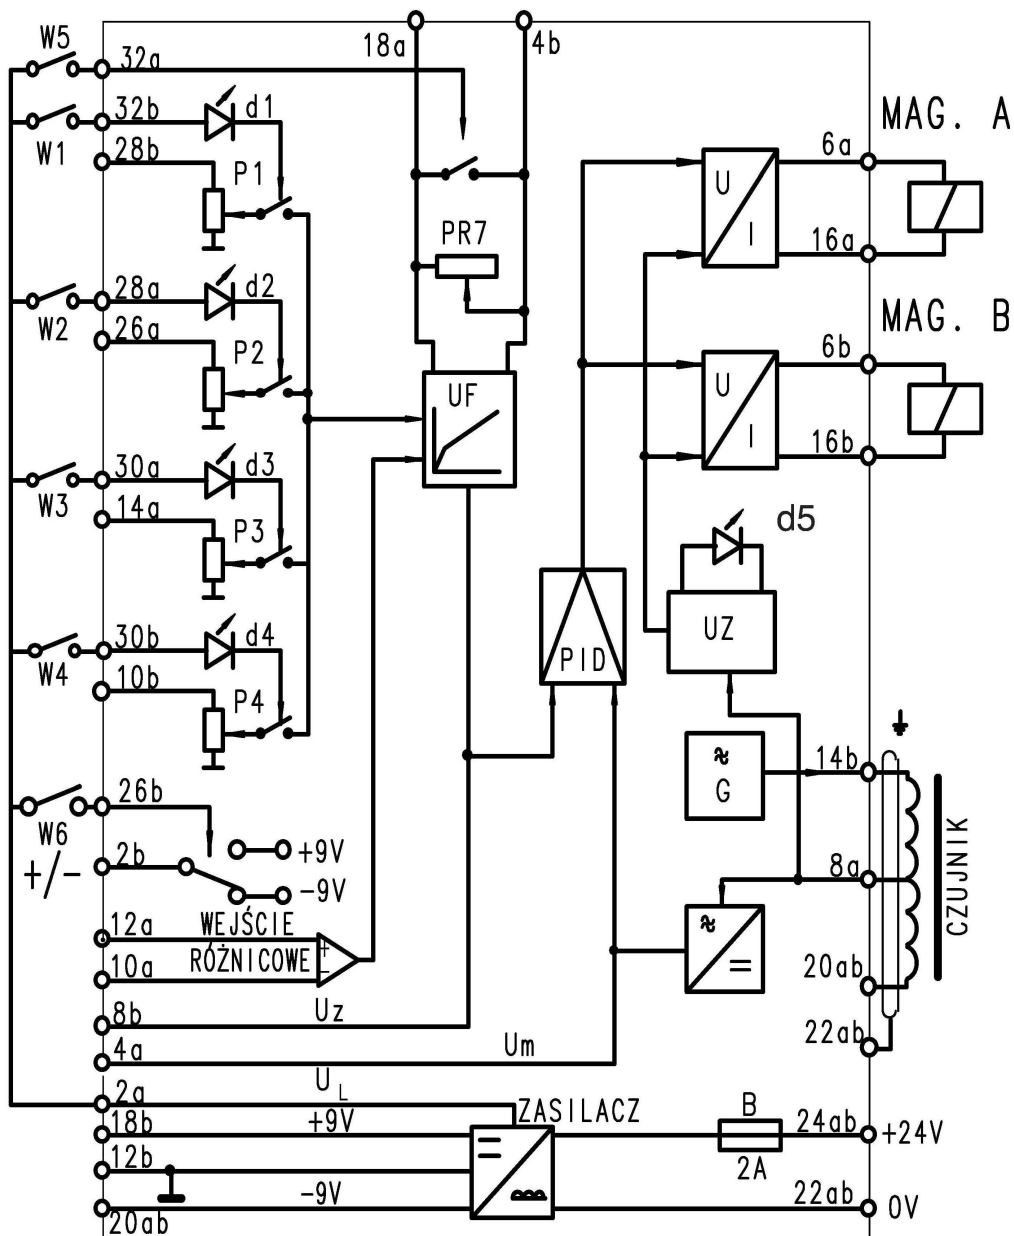 W5
32a
18a
4b
W1
32b
d1
28b
P1
MAG. A
6a
U
I
16a
PR7
W2
28a
d2
26a
P2
MAG. B
6b
U
I
16b
UF
W3
30a
d3
14a
P3
d5
UZ
PID
W4
30b
d4
10b
P4
≈
G
14b
W6
+/-
26b
2b
+9V
-9V
8a
CZUJNIK
12a
WEJŚCIE
RÓŻNICOWE
10a
+
-
≈
=
20ab
8b
Uz
22ab
4a
Um
2a
UL
ZASILACZ
18b
+9V
B
2A
24ab
+24V
12b
=
-9V
20ab
22ab
0V